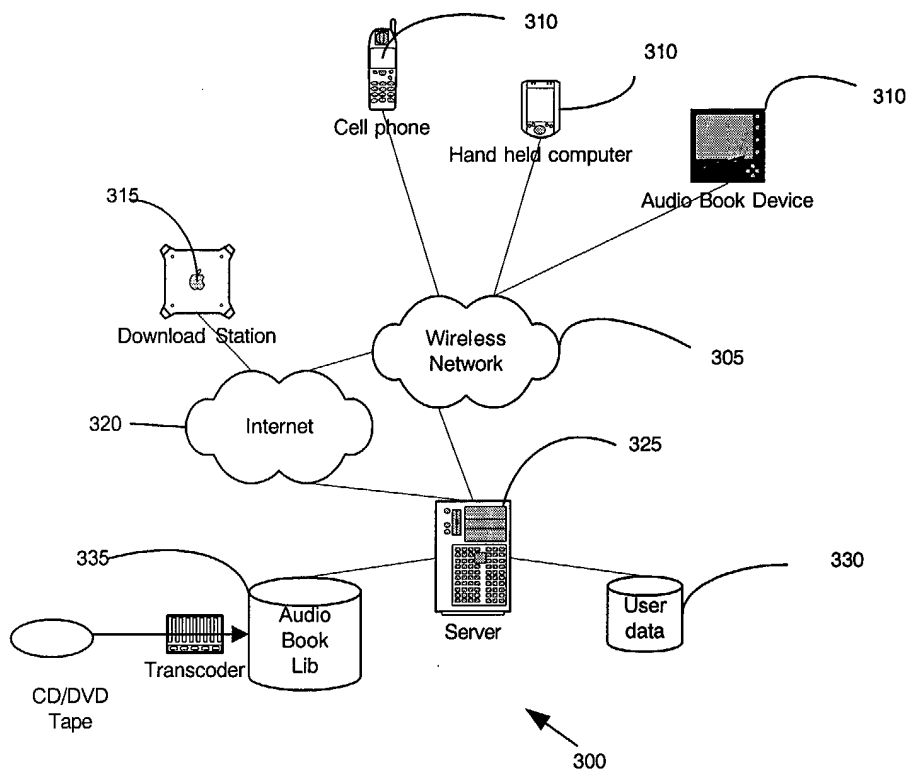 310
310
310
Cell phone
Hand held computer
Audio Book Device
315
Download Station
Wireless
Network
305
320
Internet
325
335
330
Audio
Book
Lib
User
data
Server
Transcoder
CD/DVD
Tape
300